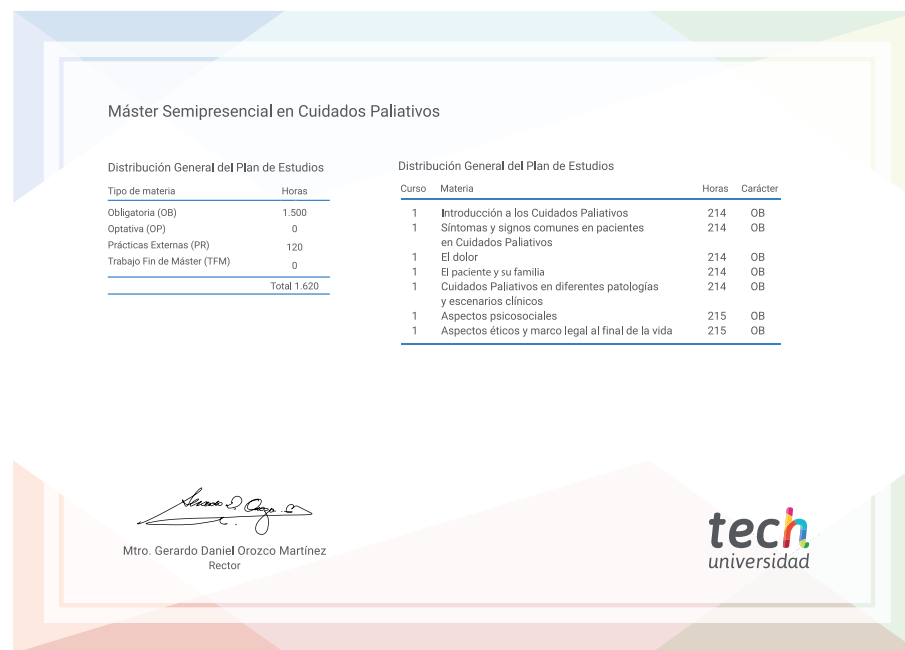 Máster Semipresencial en Cuidados Paliativos
Distribución General del Plan de Estudios
Tipo de materia Horas
Obligatoria (OB) 1.500
Optativa (OP) 0
Prácticas Externas (PR) 120
Trabajo Fin de Máster (TFM) 0
Total 1.620
Distribución General del Plan de Estudios
Curso Materia Horas Carácter
1 Introducción a los Cuidados Paliativos 214 OB
1 Síntomas y signos comunes en pacientes 214 OB
en Cuidados Paliativos
1 El dolor 214 OB
1 El paciente y su familia 214 OB
1 Cuidados Paliativos en diferentes patologías 214 OB
y escenarios clínicos
1 Aspectos psicosociales 215 OB
1 Aspectos éticos y marco legal al final de la vida 215 OB
Mtro. Gerardo Daniel Orozco Martínez
Rector
tech
universidad